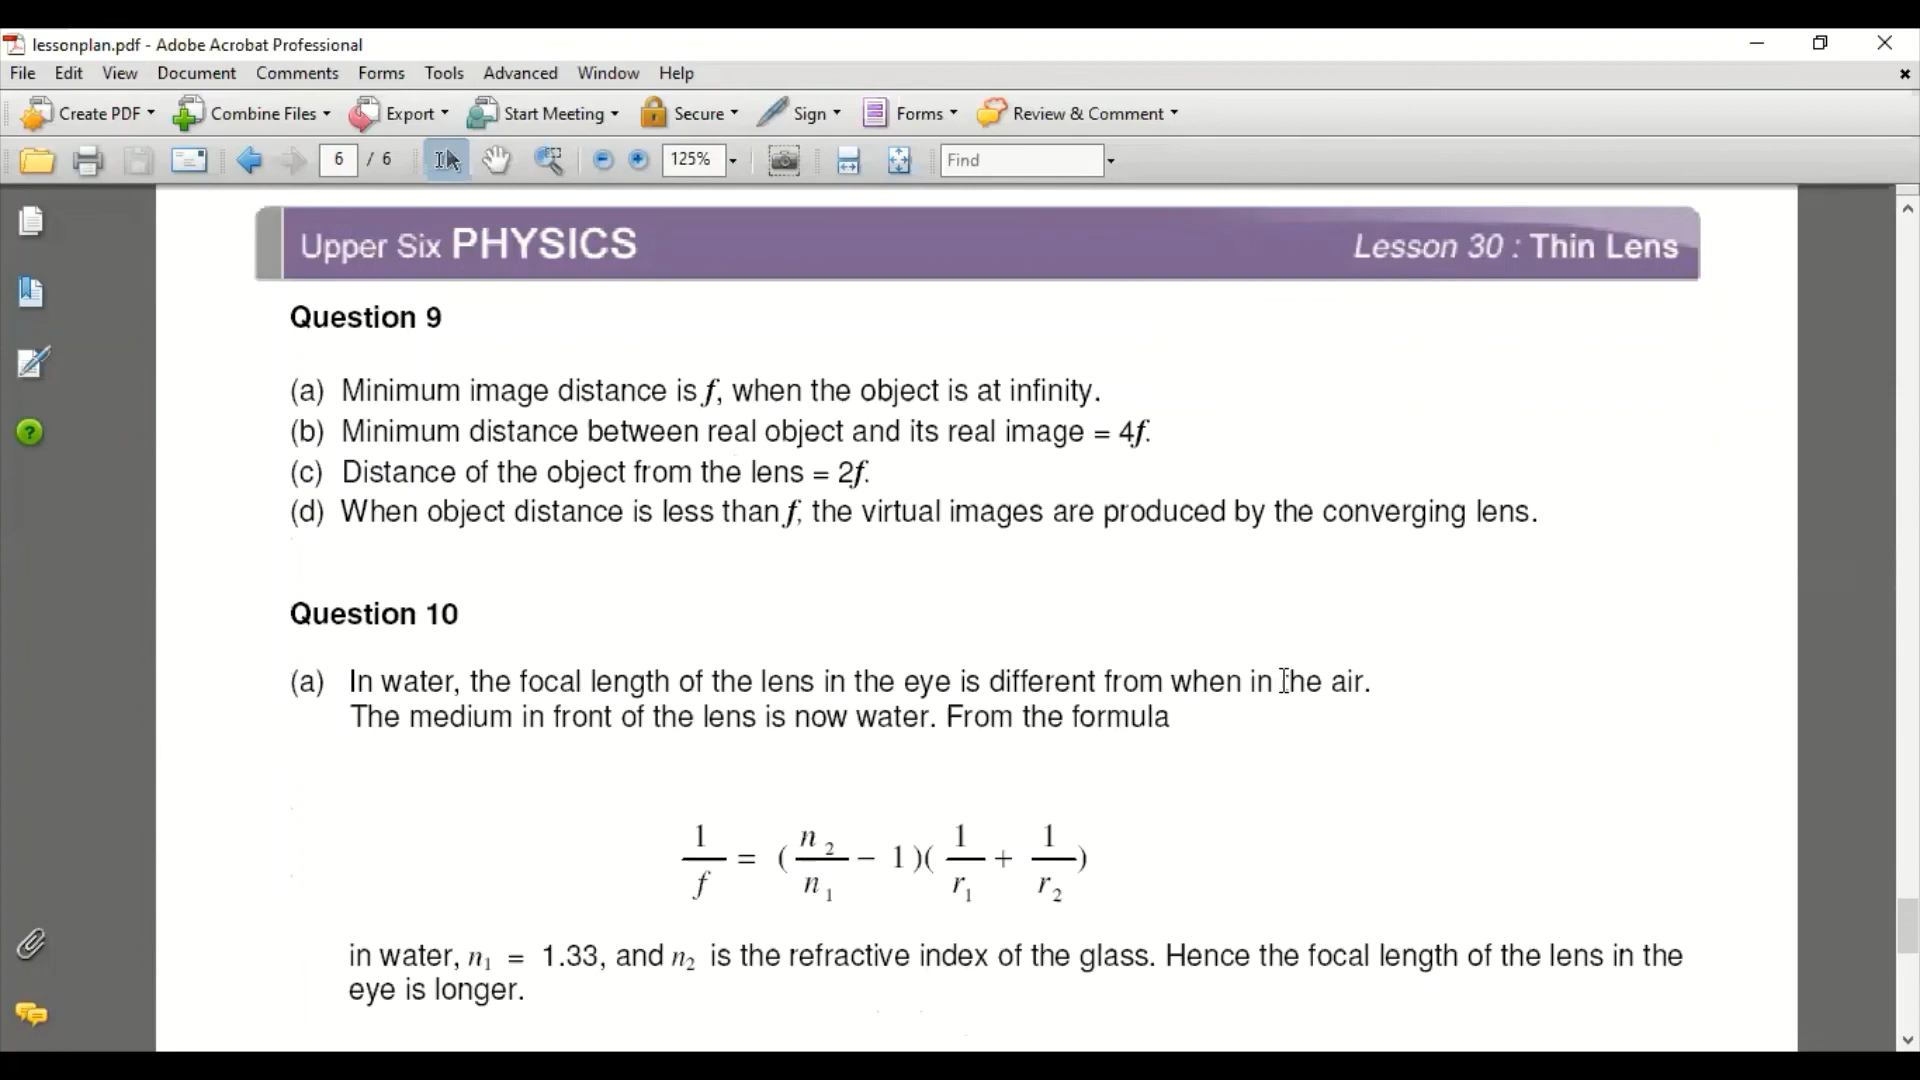 lessonplan.pdf - Adobe Acrobat Professional
File Edit View Document Comments Forms Tools Advanced Window Help
Create PDF Combine Files Export Start Meeting Secure Sign Forms Review & Comment
6 / 6 125% Find
Upper Six PHYSICS Lesson 30 : Thin Lens
Question 9
(a) Minimum image distance is f, when the object is at infinity.
(b) Minimum distance between real object and its real image = 4f.
(c) Distance of the object from the lens = 2f.
(d) When object distance is less than f, the virtual images are produced by the converging lens.
Question 10
(a) In water, the focal length of the lens in the eye is different from when in the air.
The medium in front of the lens is now water. From the formula
1/f = (n₂/n₁ − 1)(1/r₁ + 1/r₂)
in water, n₁ = 1.33, and n₂ is the refractive index of the glass. Hence the focal length of the lens in the
eye is longer.